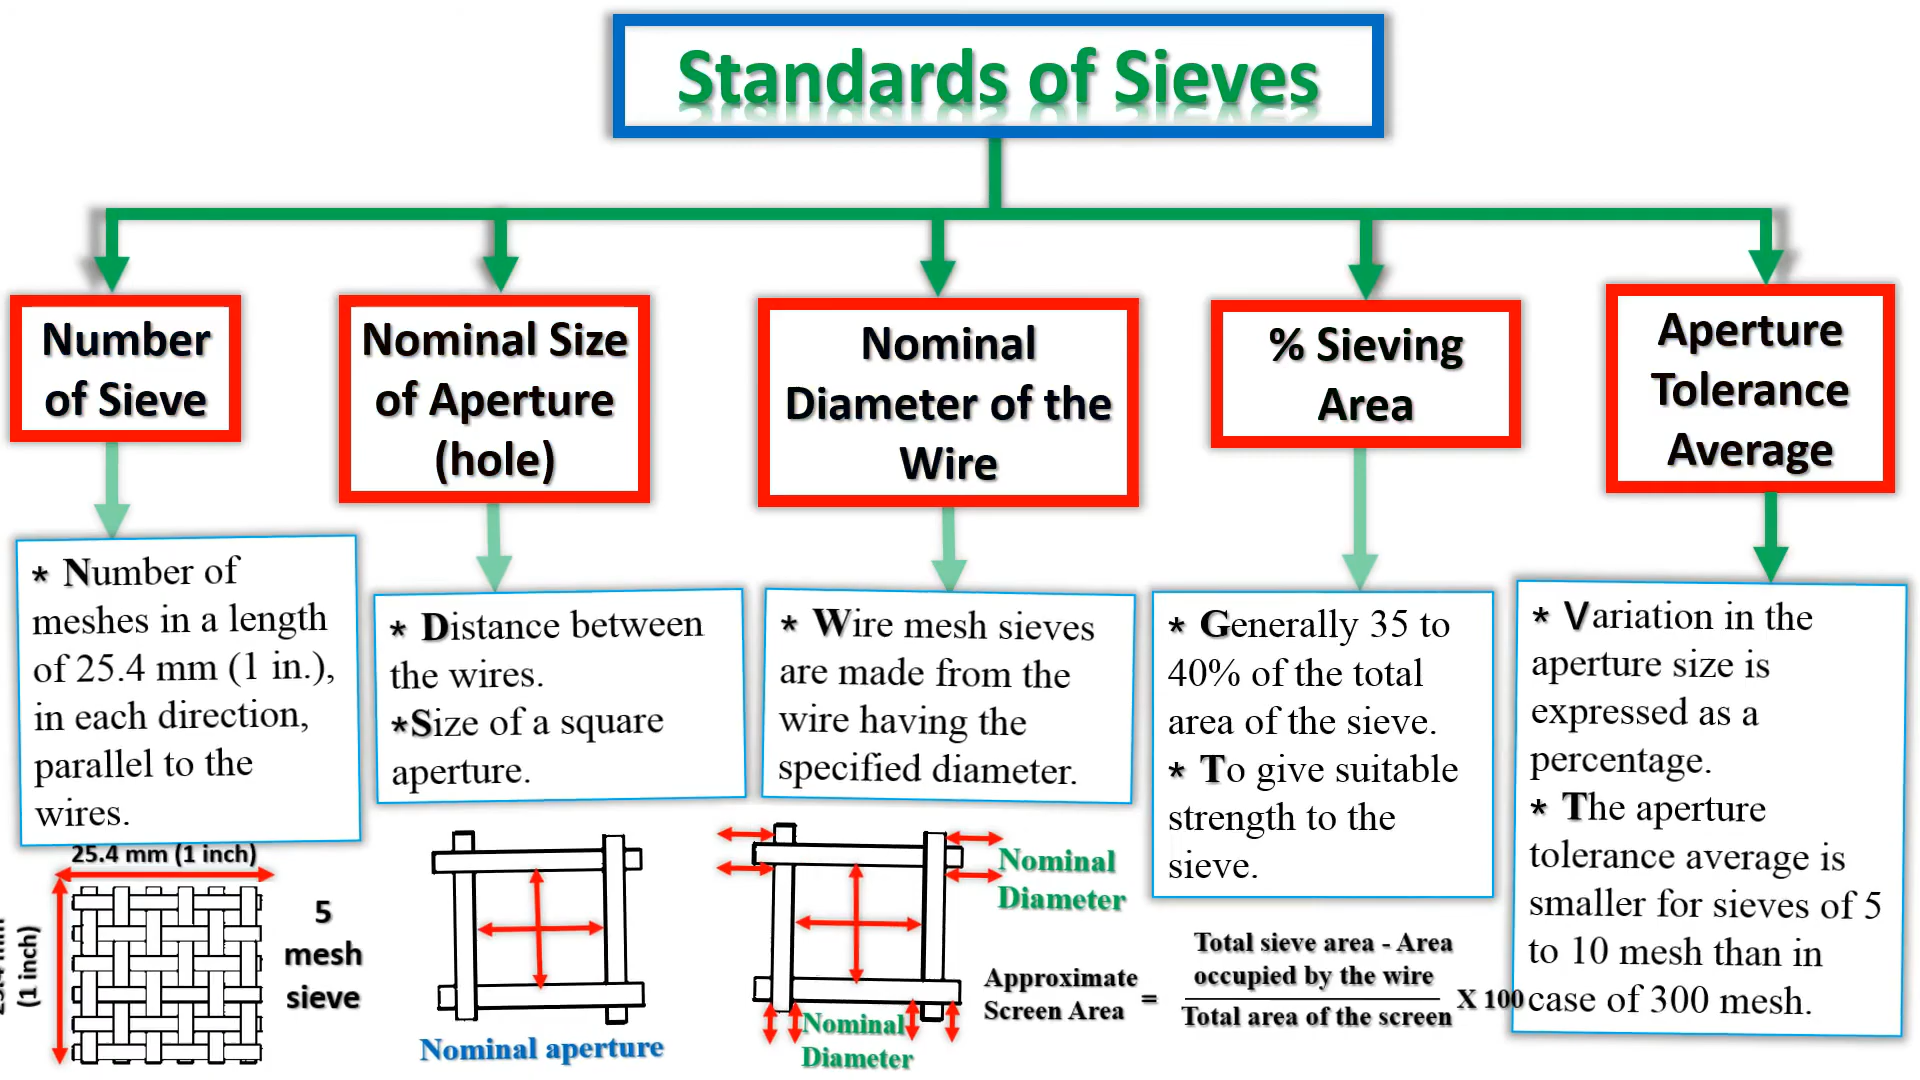 Standards of Sieves
Number
of Sieve
Nominal Size
of Aperture
(hole)
Nominal
Diameter of the
Wire
% Sieving
Area
Aperture
Tolerance
Average
* Number of
meshes in a length
of 25.4 mm (1 in.),
in each direction,
parallel to the
wires.
* Distance between
the wires.
*Size of a square
aperture.
* Wire mesh sieves
are made from the
wire having the
specified diameter.
* Generally 35 to
40% of the total
area of the sieve.
* To give suitable
strength to the
sieve.
* Variation in the
aperture size is
expressed as a
percentage.
* The aperture
tolerance average is
smaller for sieves of 5
to 10 mesh than in
case of 300 mesh.
25.4 mm (1 inch)
(1 inch)
5
mesh
sieve
Nominal aperture
Nominal
Diameter
Nominal
Diameter
Approximate
Screen Area
=
Total sieve area - Area
occupied by the wire
Total area of the screen
X 100